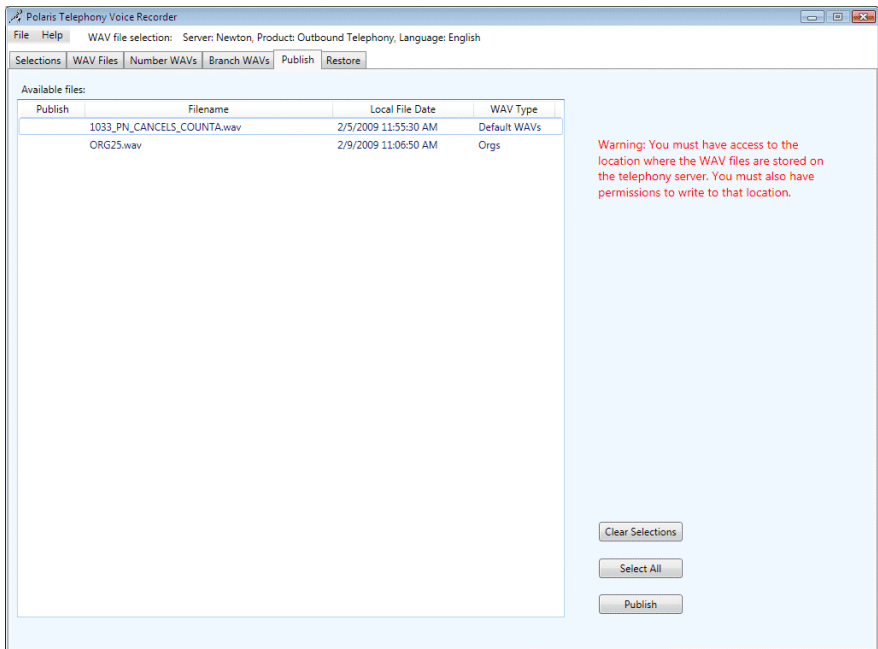 Polaris Telephony Voice Recorder
File Help WAV file selection: Server: Newton, Product: Outbound Telephony, Language: English
Selections WAV Files Number WAVs Branch WAVs Publish Restore
Available files:
Publish Filename Local File Date WAV Type
1033_PN_CANCELS_COUNTA.wav 2/5/2009 11:55:30 AM Default WAVs
ORG25.wav 2/9/2009 11:06:50 AM Orgs
Warning: You must have access to the
location where the WAV files are stored on
the telephony server. You must also have
permissions to write to that location.
Clear Selections
Select All
Publish